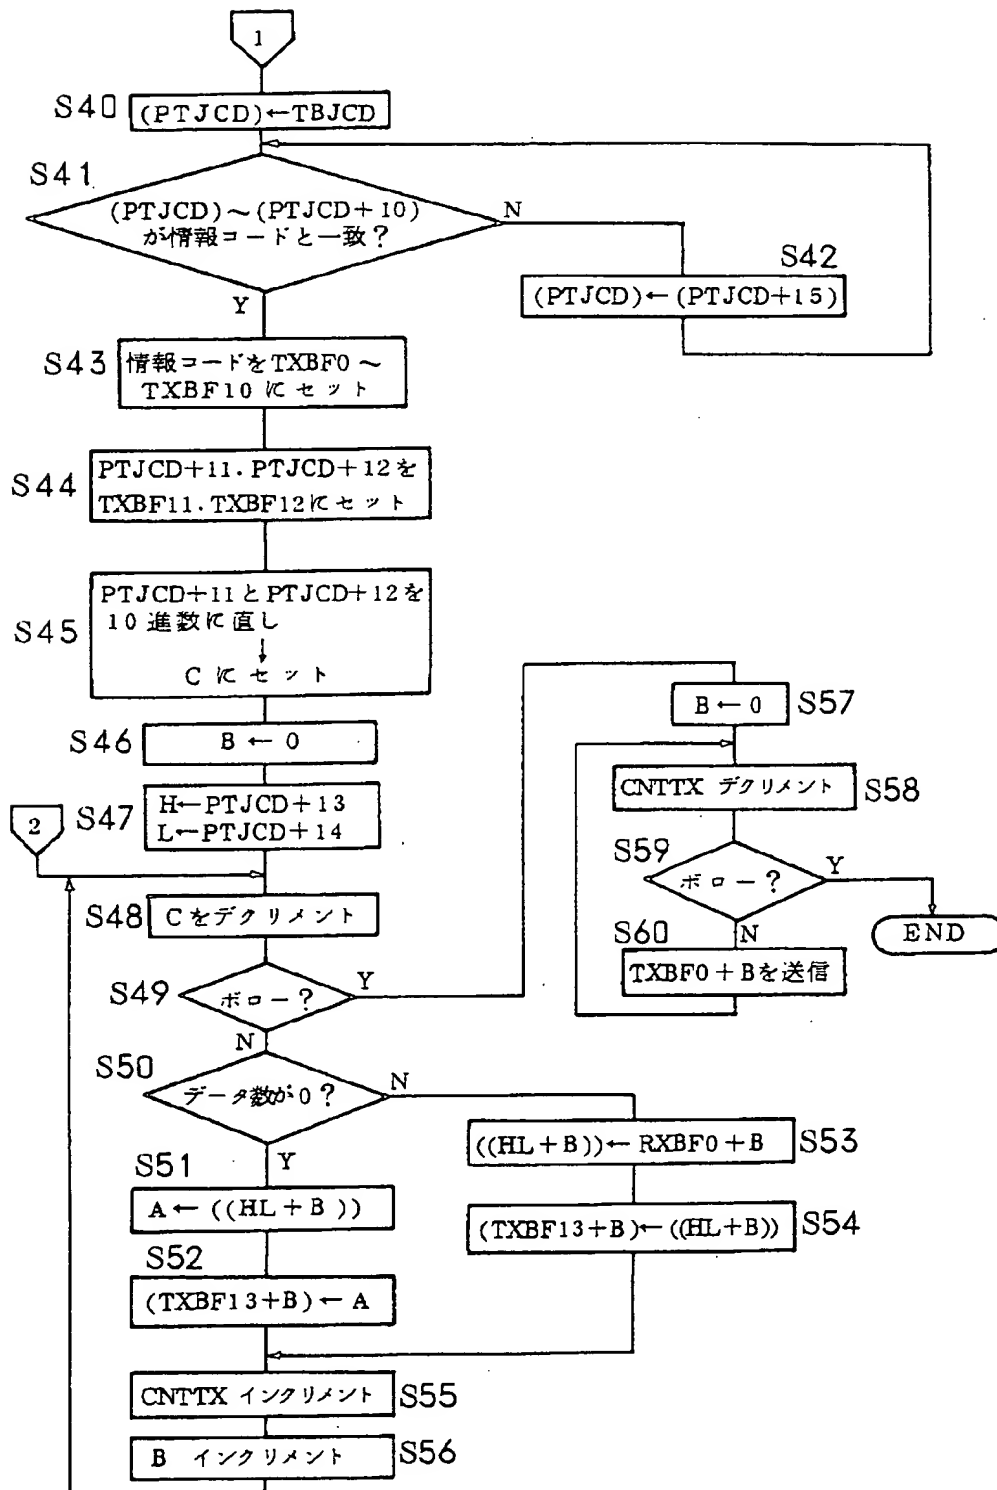 1
S40
(PTJCD)←TBJCD
S41
(PTJCD)～(PTJCD+10)
が情報コードと一致?
N
Y
S42
(PTJCD)←(PTJCD+15)
S43
情報コードをTXBF0～
TXBF10にセット
S44
PTJCD+11.PTJCD+12を
TXBF11.TXBF12にセット
S45
PTJCD+11とPTJCD+12を
10進数に直し
↓
Cにセット
S46
B←0
S47
H←PTJCD+13
L←PTJCD+14
2
S48
Cをデクリメント
S49
ボロー?
Y
N
S50
データ数が0?
N
Y
S51
A←((HL+B))
S52
(TXBF13+B)←A
S53
((HL+B))←RXBF0+B
S54
(TXBF13+B)←((HL+B))
S55
CNTTX インクリメント
S56
B インクリメント
S57
B←0
S58
CNTTX デクリメント
S59
ボロー?
Y
N
S60
TXBF0+Bを送信
END